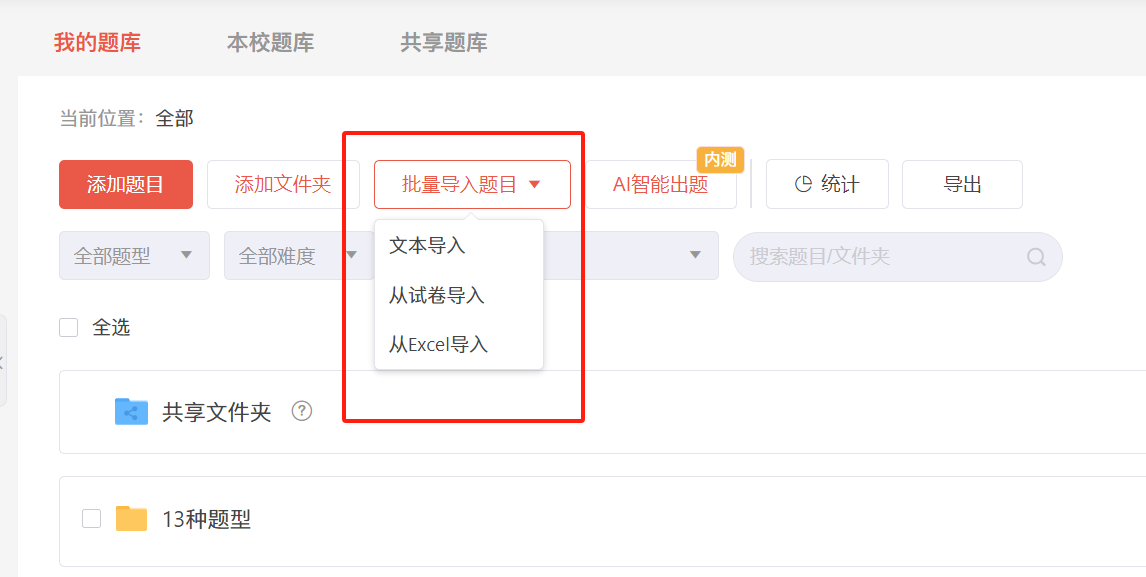 我的题库 本校题库 共享题库
当前位置： 全部
内测
添加题目 添加文件夹 批量导入题目 AI智能出题 统计 导出
全部题型 全部难度 搜索题目/文件夹
文本导入
从试卷导入
从Excel导入
全选
共享文件夹 ?
13种题型